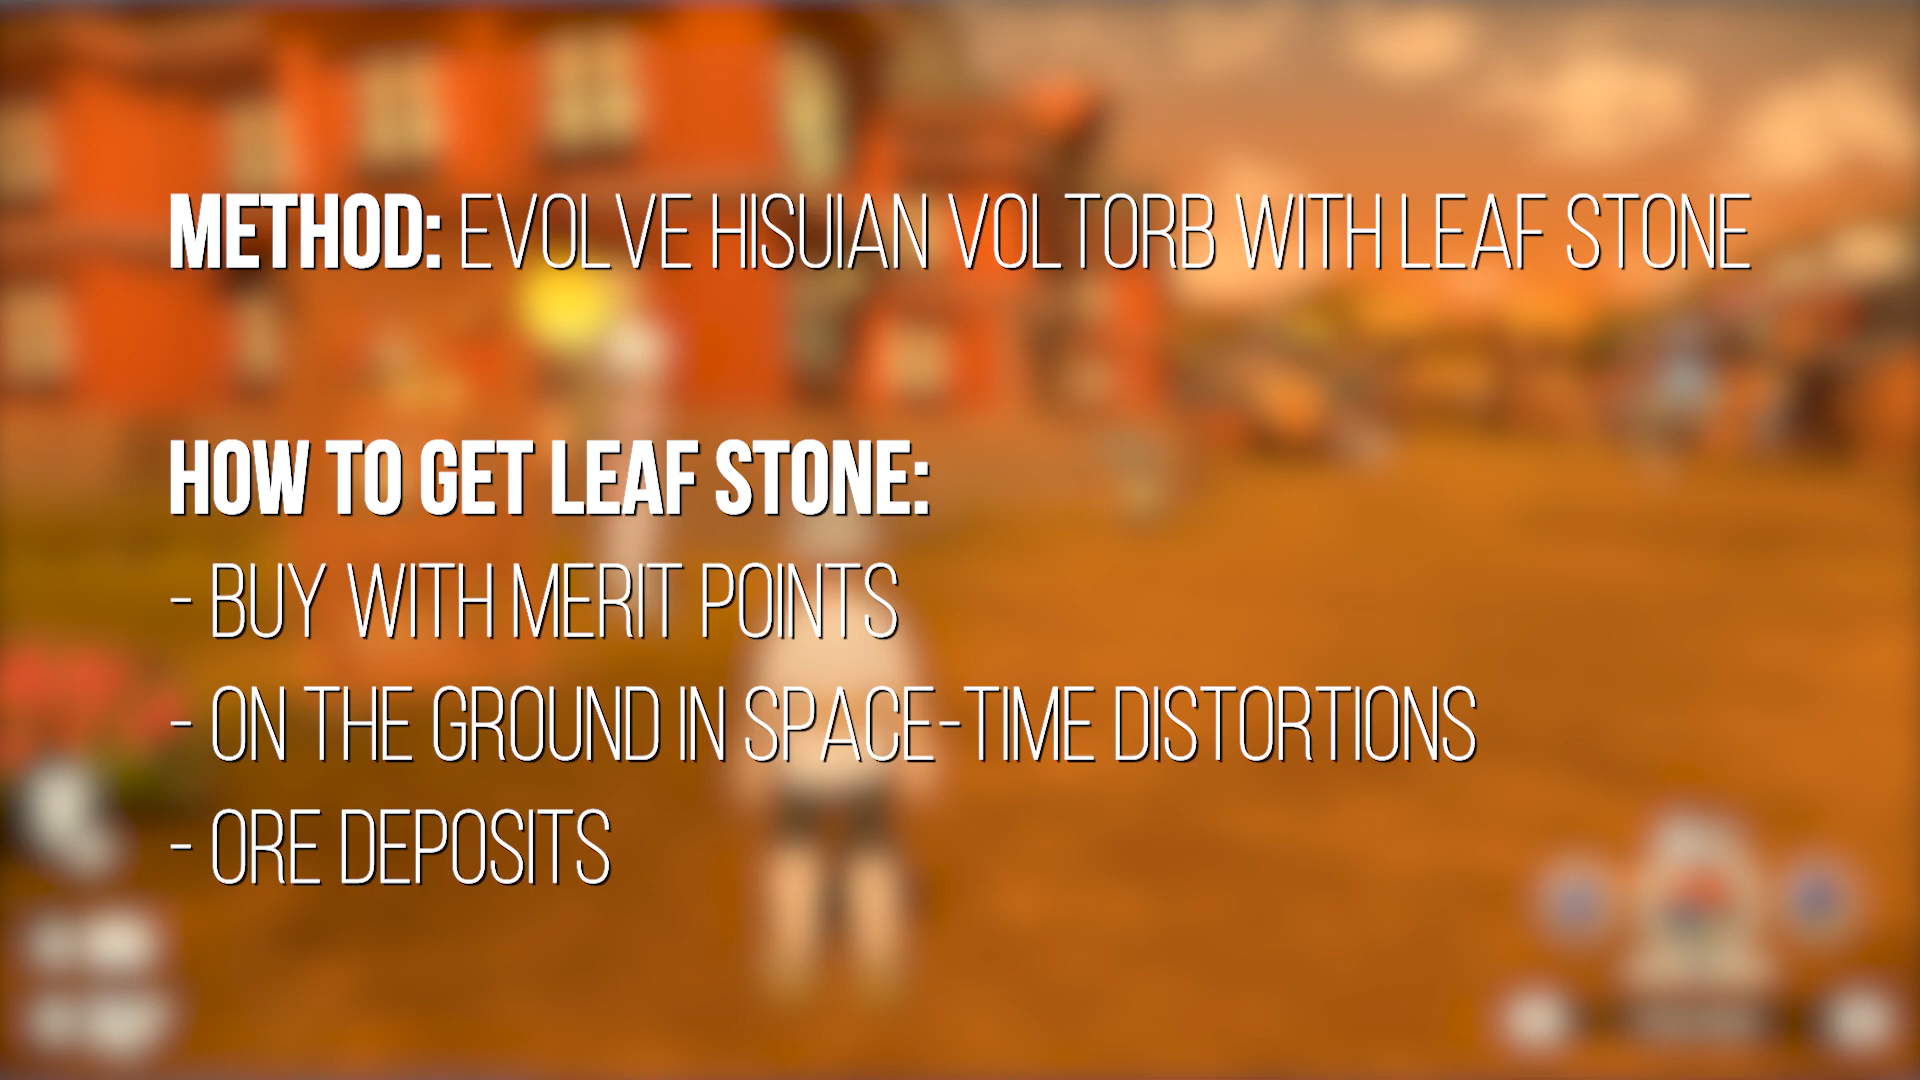 METHOD: EVOLVE HISUIAN VOLTORB WITH LEAF STONE
HOW TO GET LEAF STONE:
- BUY WITH MERIT POINTS
- ON THE GROUND IN SPACE-TIME DISTORTIONS
- ORE DEPOSITS